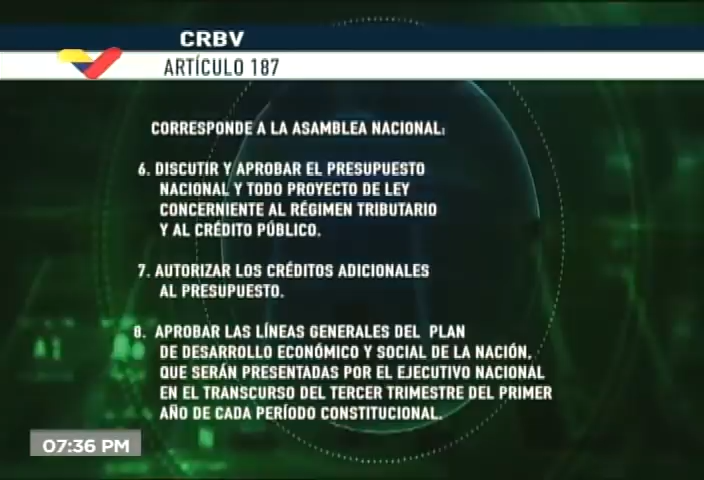 CRBV
ARTÍCULO 187
CORRESPONDE A LA ASAMBLEA NACIONAL:
6. DISCUTIR Y APROBAR EL PRESUPUESTO
NACIONAL Y TODO PROYECTO DE LEY
CONCERNIENTE AL RÉGIMEN TRIBUTARIO
Y AL CRÉDITO PÚBLICO.
7. AUTORIZAR LOS CRÉDITOS ADICIONALES
AL PRESUPUESTO.
8. APROBAR LAS LÍNEAS GENERALES DEL PLAN
DE DESARROLLO ECONÓMICO Y SOCIAL DE LA NACIÓN,
QUE SERÁN PRESENTADAS POR EL EJECUTIVO NACIONAL
EN EL TRANSCURSO DEL TERCER TRIMESTRE DEL PRIMER
AÑO DE CADA PERÍODO CONSTITUCIONAL.
07:36 PM